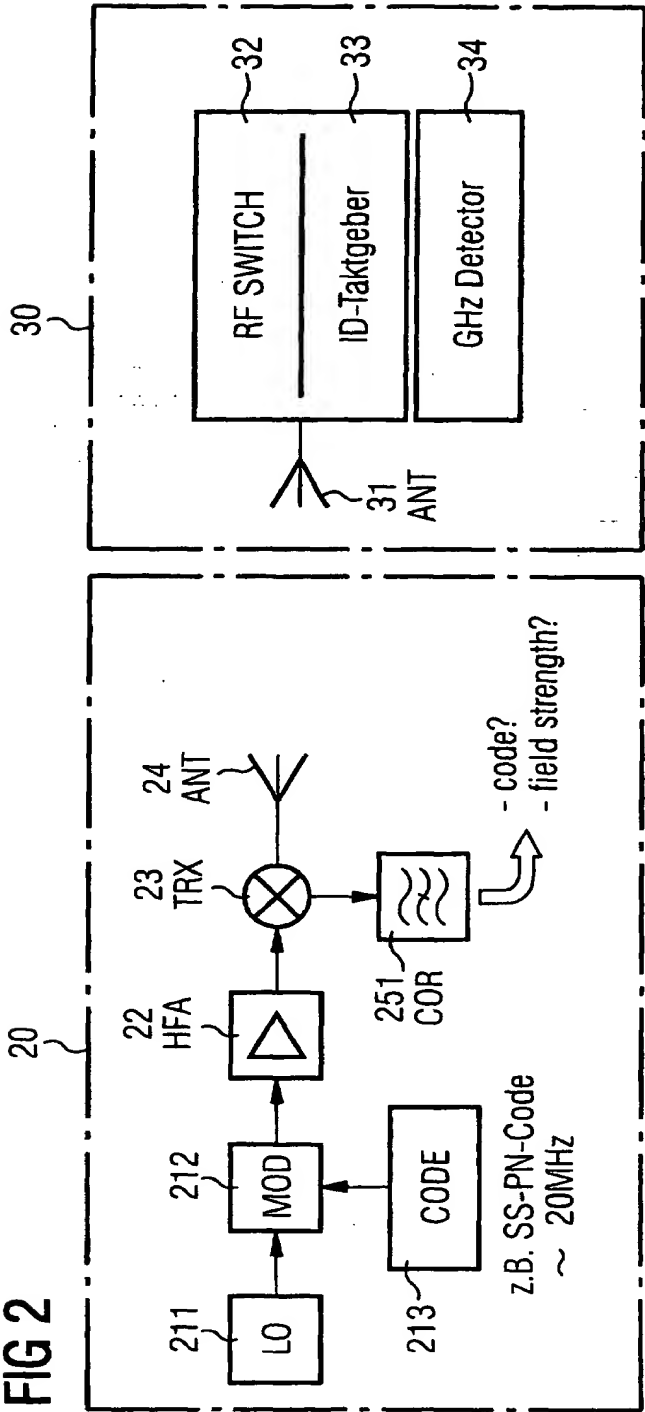 FIG 2
20
211
LO
212
MOD
22
HFA
23
TRX
24
ANT
213
CODE
z.B. SS-PN-Code
~ 20MHz
251
COR
- code?
- field strength?
30
31
ANT
RF SWITCH
32
ID-Taktgeber
33
GHz Detector
34